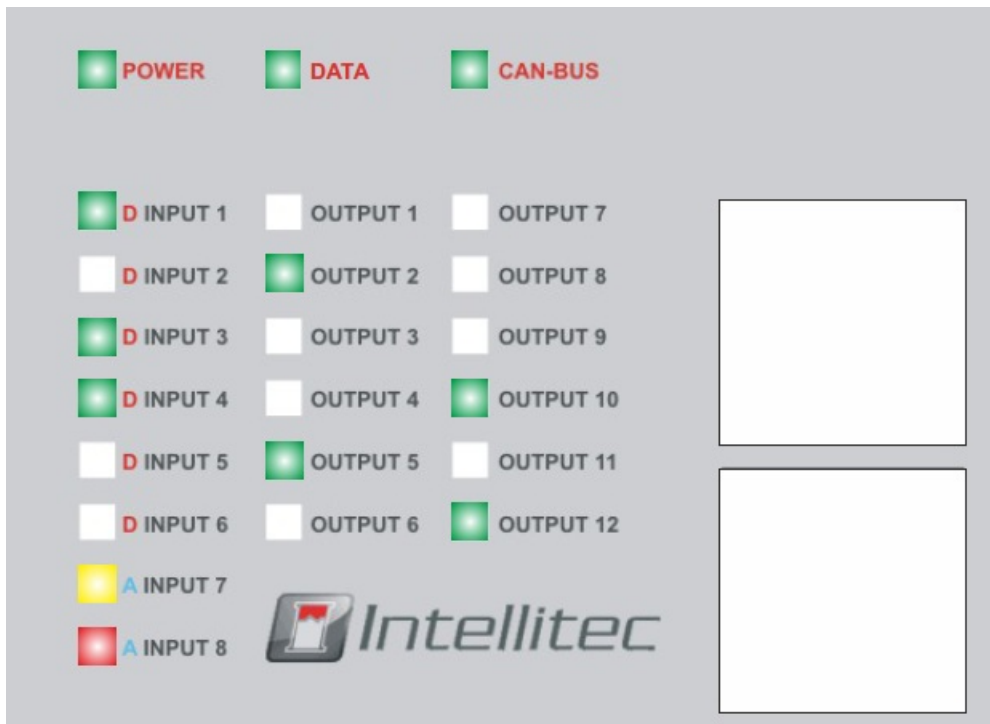 POWER DATA CAN-BUS
D INPUT 1 OUTPUT 1 OUTPUT 7
D INPUT 2 OUTPUT 2 OUTPUT 8
D INPUT 3 OUTPUT 3 OUTPUT 9
D INPUT 4 OUTPUT 4 OUTPUT 10
D INPUT 5 OUTPUT 5 OUTPUT 11
D INPUT 6 OUTPUT 6 OUTPUT 12
A INPUT 7
A INPUT 8
Intellitec